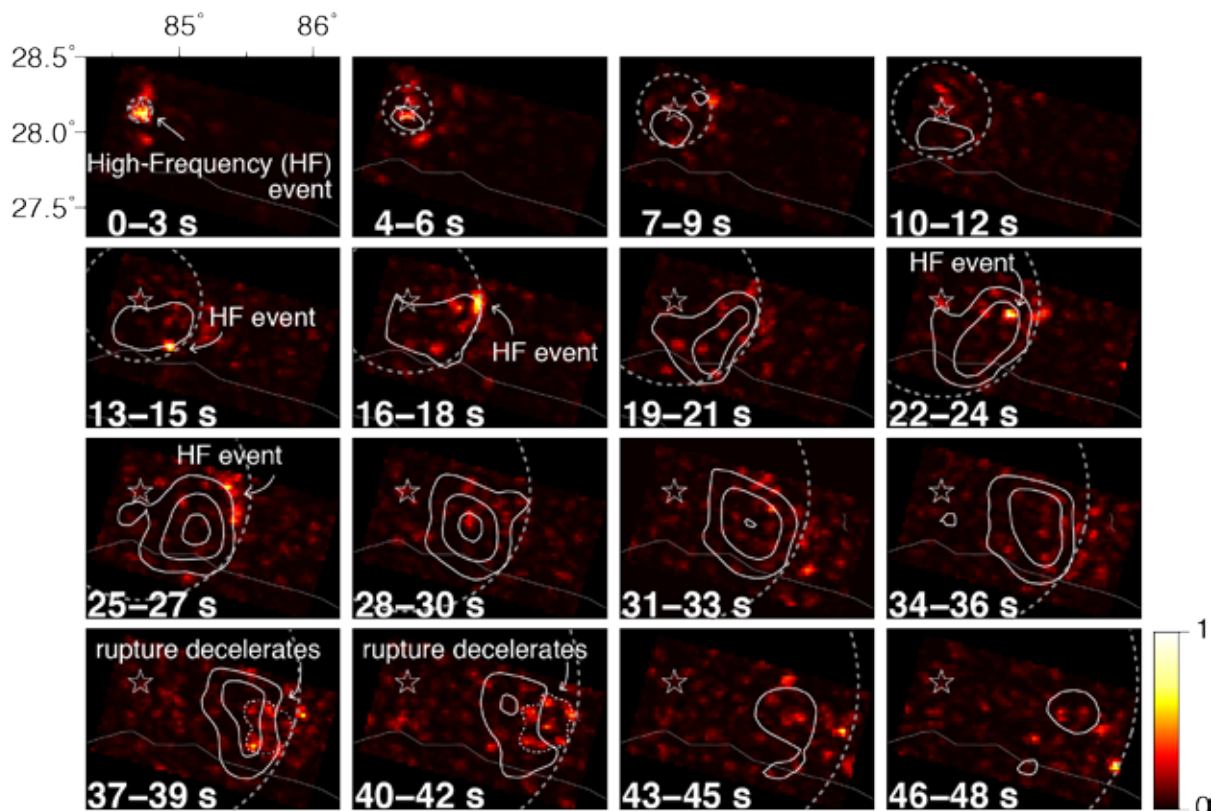 85° 86°
28.5°
28.0°
27.5°
High-Frequency (HF)
event
0–3 s
4–6 s
7–9 s
10–12 s
HF event
13–15 s
HF event
16–18 s
19–21 s
HF event
22–24 s
HF event
25–27 s
28–30 s
31–33 s
34–36 s
rupture decelerates
37–39 s
rupture decelerates
40–42 s
43–45 s
46–48 s
1
0